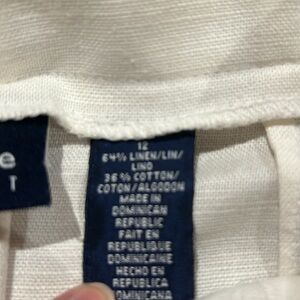 e
T
12
64% LINEN/LIN/
LINO
36% COTTON/
COTON/ALGODON
MADE IN
DOMINICAN
REPUBLIC
FAIT EN
REPUBLIQUE
DOMINICAINE
HECHO EN
REPUBLICA
DOMINICANA